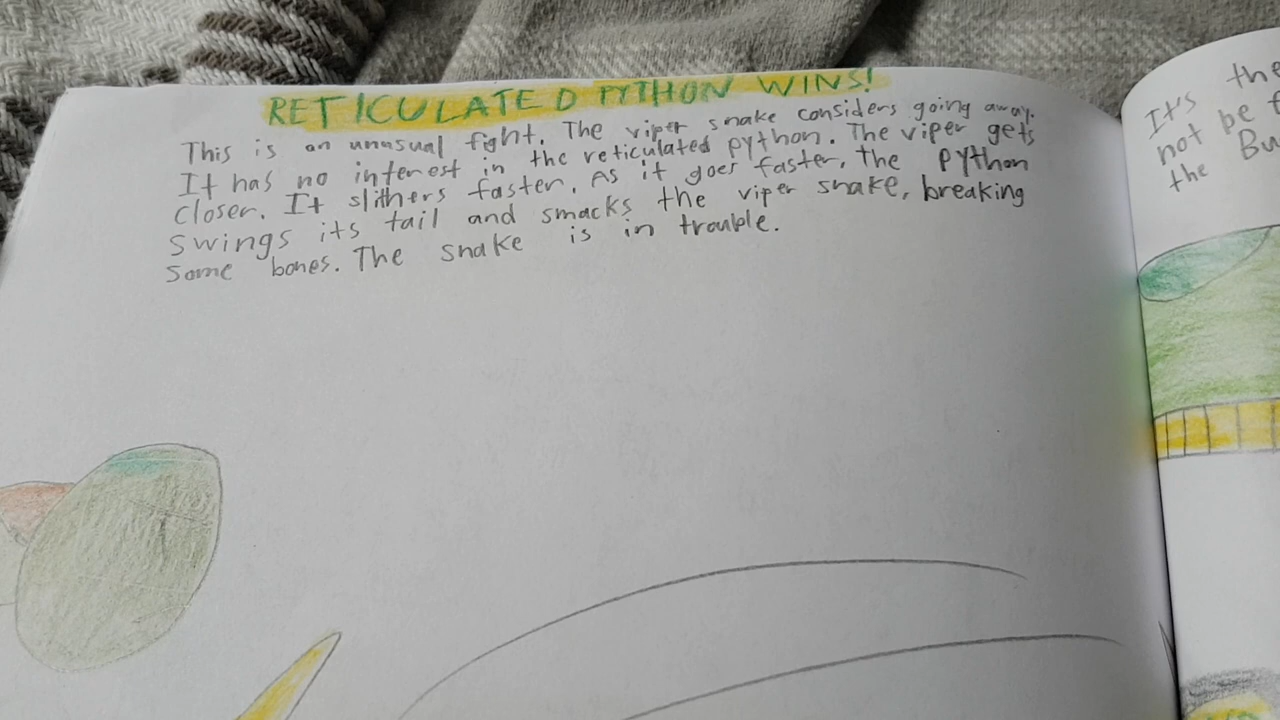 RETICULATED PYTHON WINS!
This is an unusual fight. The viper snake considers going away.
It has no interest in the reticulated python. The viper gets
closer. It slithers faster. As it goes faster, the python
swings its tail and smacks the viper snake, breaking
some bones. The snake is in trouble.
It's the
not be
the Bu